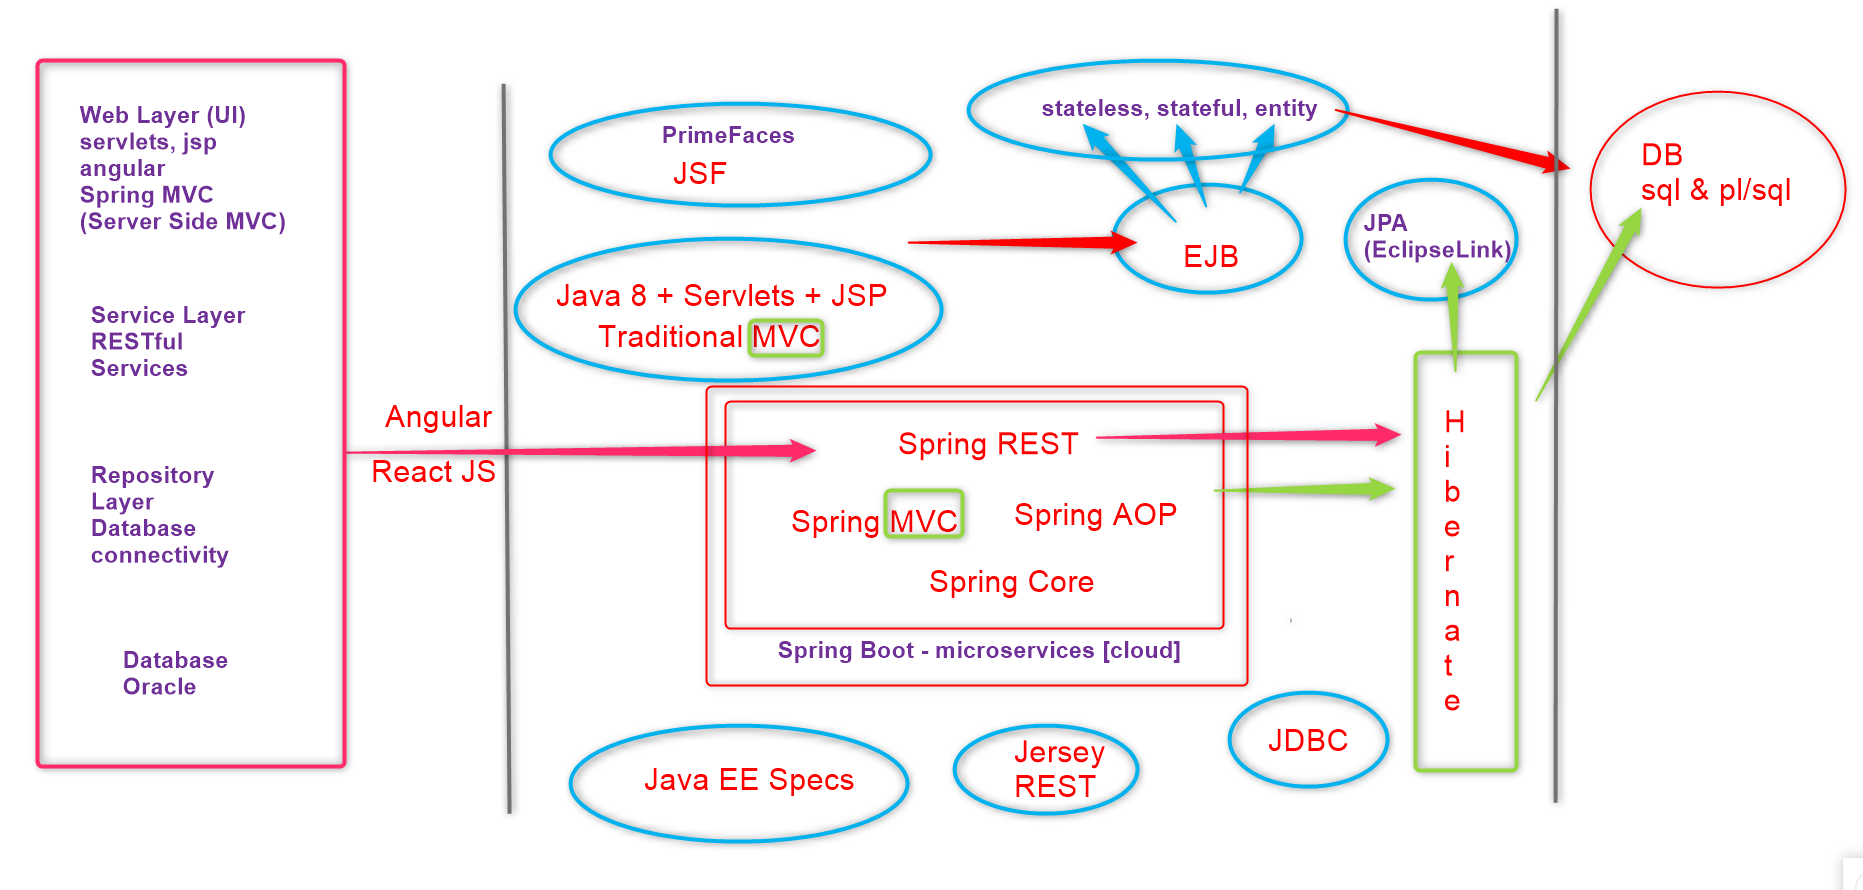 Web Layer (UI)
servlets, jsp
angular
Spring MVC
(Server Side MVC)
Service Layer
RESTful
Services
Repository
Layer
Database
connectivity
Database
Oracle
Angular
React JS
PrimeFaces
JSF
Java 8 + Servlets + JSP
Traditional MVC
stateless, stateful, entity
EJB
JPA
(EclipseLink)
DB
sql & pl/sql
Spring REST
Spring MVC
Spring AOP
Spring Core
Spring Boot - microservices [cloud]
H
i
b
e
r
n
a
t
e
Java EE Specs
Jersey
REST
JDBC